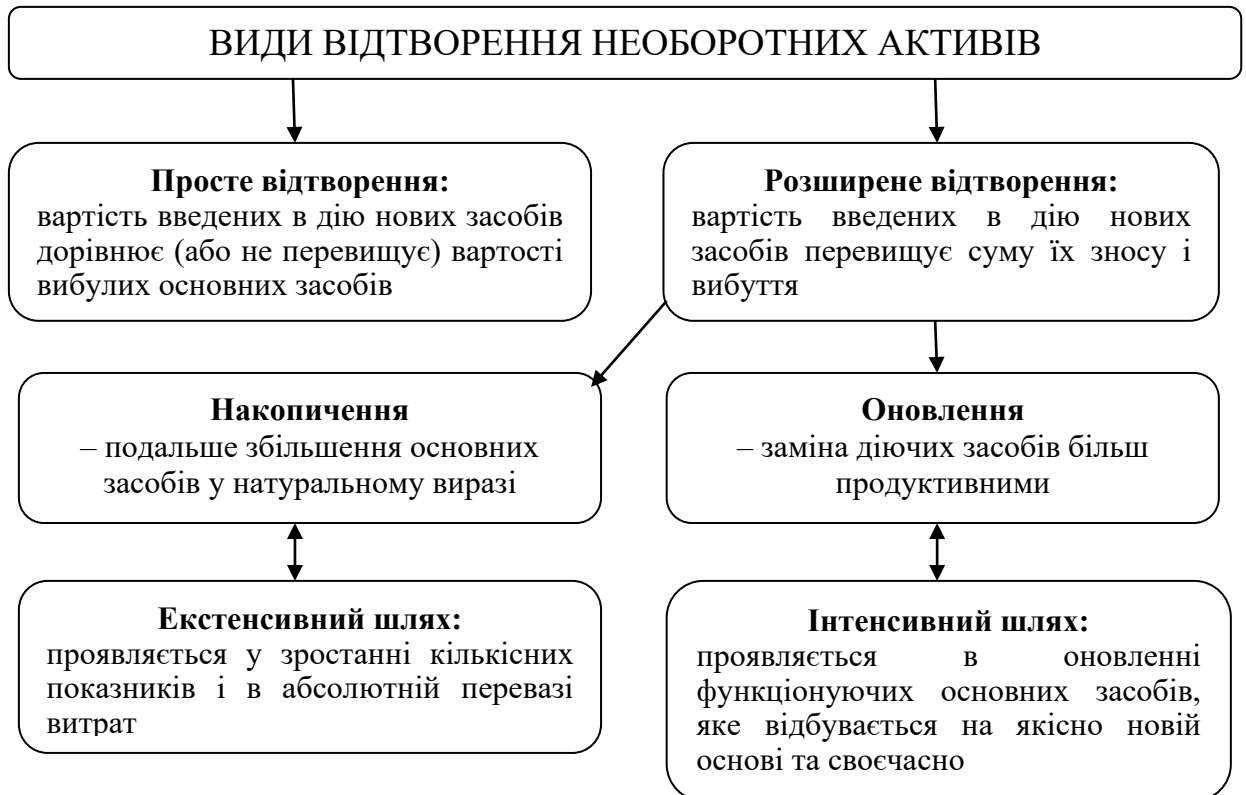 ВИДИ ВІДТВОРЕННЯ НЕОБОРОТНИХ АКТИВІВ
Просте відтворення:
вартість введених в дію нових засобів
дорівнює (або не перевищує) вартості
вибулих основних засобів
Розширене відтворення:
вартість введених в дію нових
засобів перевищує суму їх зносу і
вибуття
Накопичення
– подальше збільшення основних
засобів у натуральному виразі
Оновлення
– заміна діючих засобів більш
продуктивними
Екстенсивний шлях:
проявляється у зростанні кількісних
показників і в абсолютній перевазі
витрат
Інтенсивний шлях:
проявляється в оновленні
функціонуючих основних засобів,
яке відбувається на якісно новій
основі та своєчасно